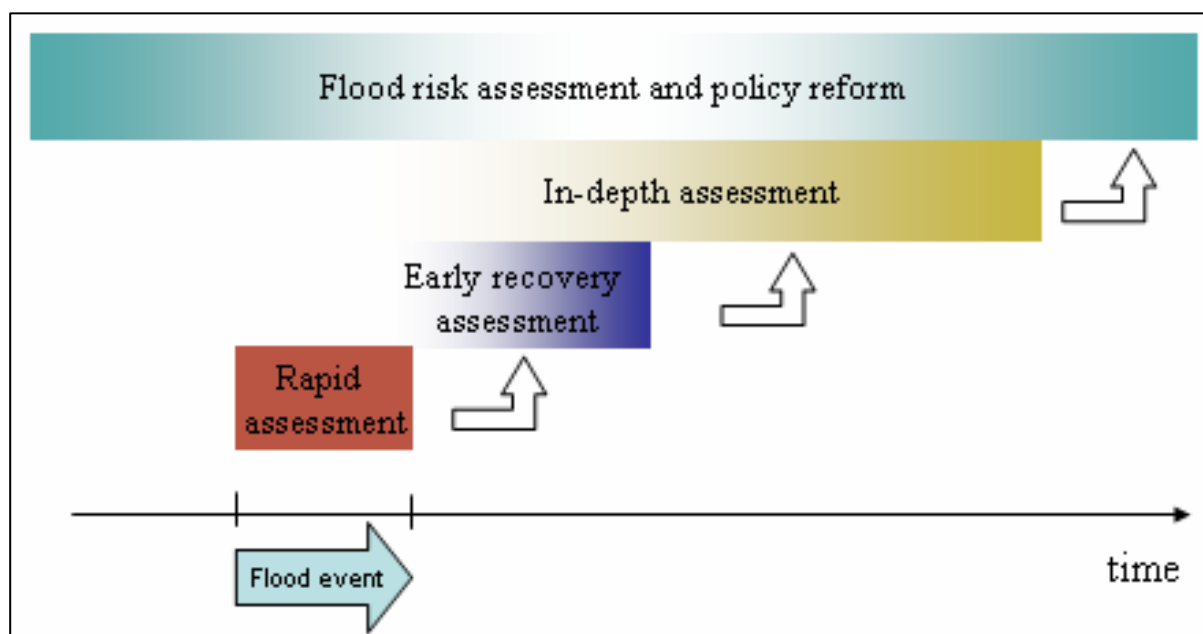 Flood risk assessment and policy reform
In-depth assessment
Early recovery
assessment
Rapid
assessment
Flood event
time